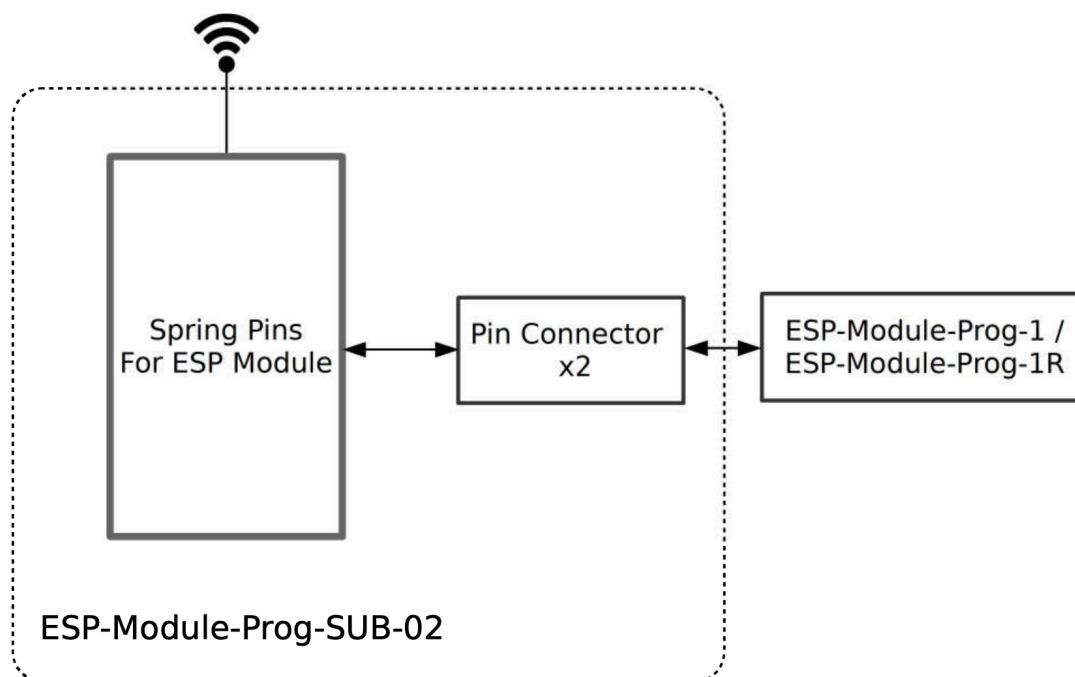 Spring Pins
For ESP Module
Pin Connector
x2
ESP-Module-Prog-1 /
ESP-Module-Prog-1R
ESP-Module-Prog-SUB-02